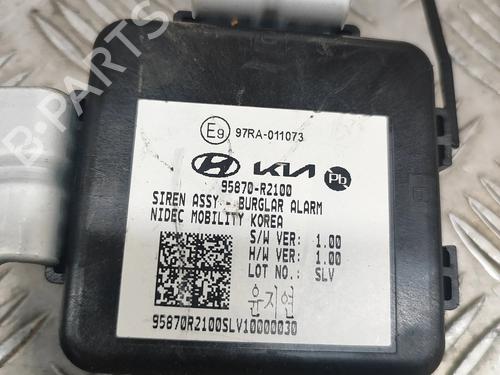 B-PARTS
E9 97RA-011073
HYUNDAI KIA Pb
95870-R2100
SIREN ASSY - BURGLAR ALARM
NIDEC MOBILITY KOREA
S/W VER: 1.00
H/W VER: 1.00
LOT NO.: SLV
윤지연
95870R2100SLV10000030